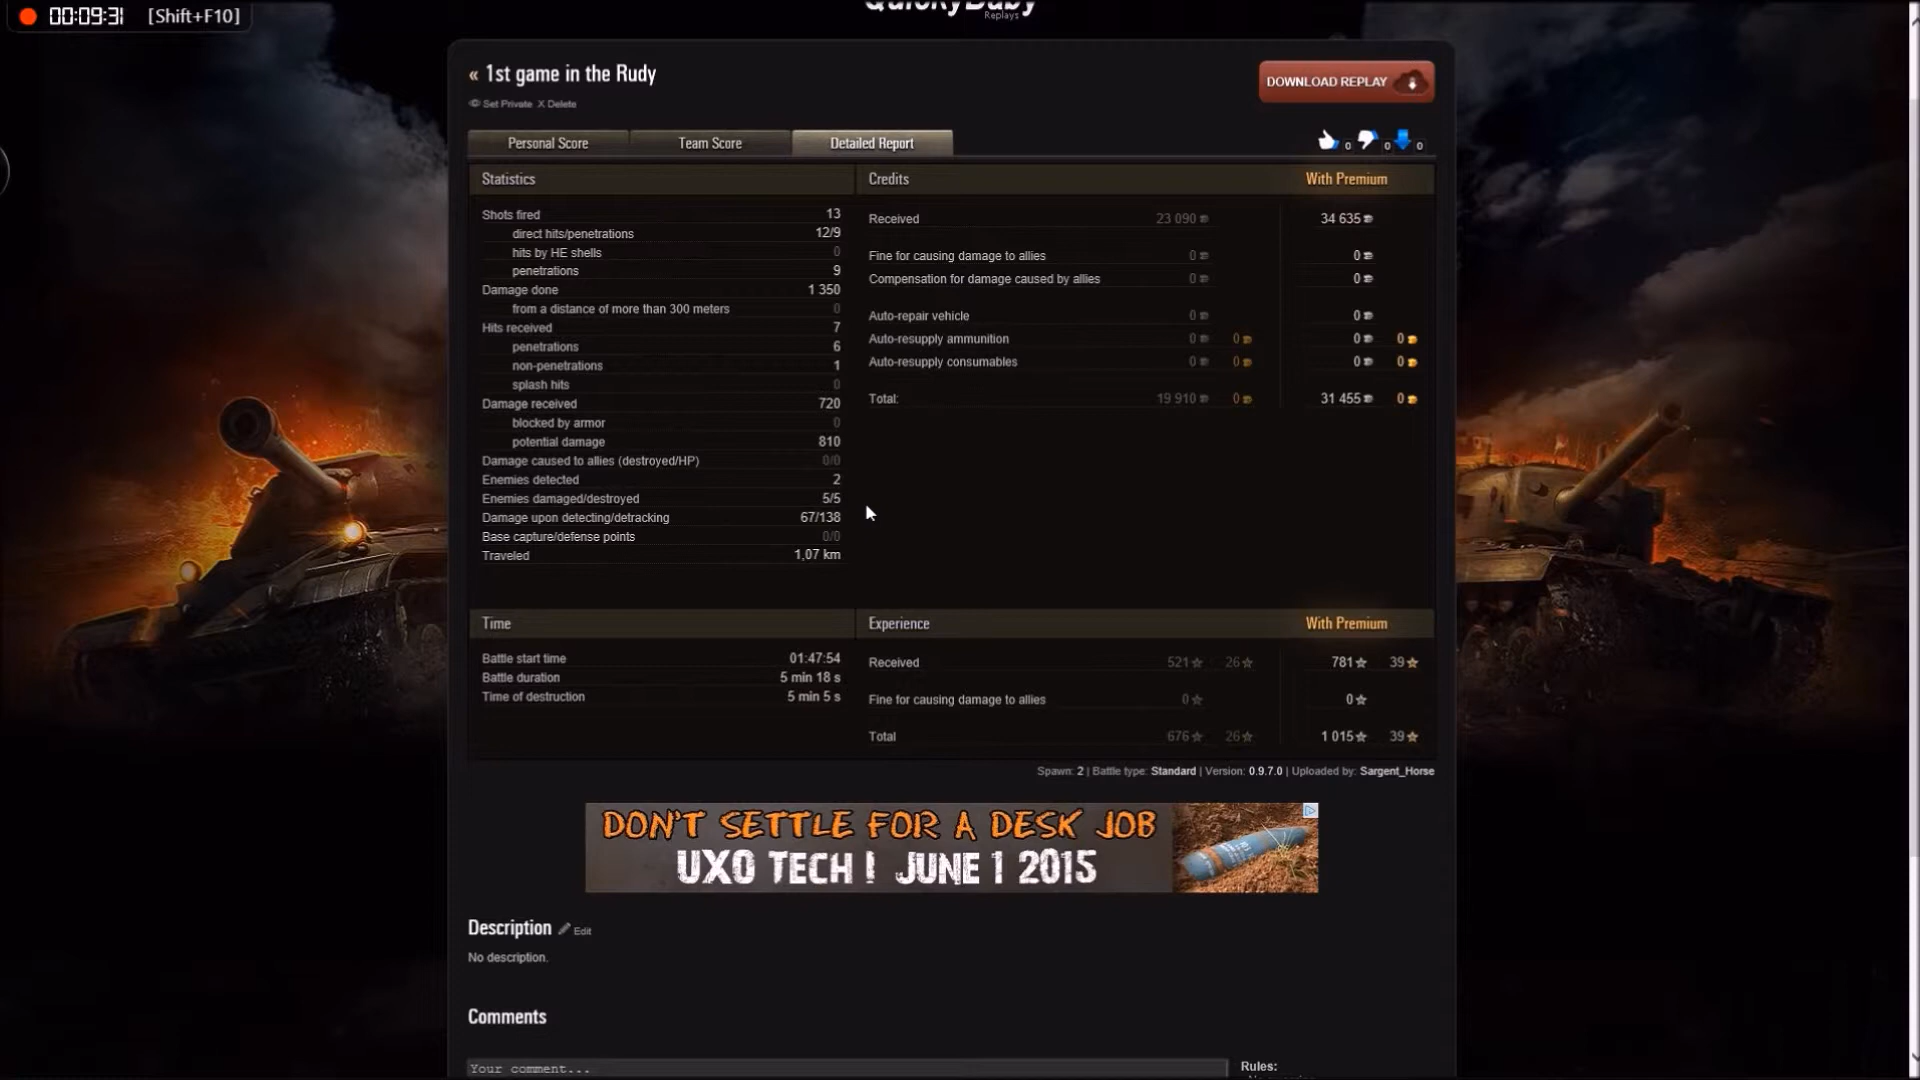 00:09:31 [Shift+F10]
QuickyBaby
Replays
« 1st game in the Rudy
DOWNLOAD REPLAY
Set Private X Delete
Personal Score Team Score Detailed Report
0 0 0
Statistics Credits With Premium
Shots fired 13
direct hits/penetrations 12/9
hits by HE shells 0
penetrations 9
Damage done 1 350
from a distance of more than 300 meters 0
Hits received 7
penetrations 6
non-penetrations 1
splash hits 0
Damage received 720
blocked by armor 0
potential damage 810
Damage caused to allies (destroyed/HP) 0/0
Enemies detected 2
Enemies damaged/destroyed 5/5
Damage upon detecting/detracking 67/138
Base capture/defense points 0/0
Traveled 1,07 km
Received 23 090 34 635
Fine for causing damage to allies 0 0
Compensation for damage caused by allies 0 0
Auto-repair vehicle 0 0
Auto-resupply ammunition 0 0 0 0
Auto-resupply consumables 0 0 0 0
Total: 19 910 0 31 455 0
Time Experience With Premium
Battle start time 01:47:54
Battle duration 5 min 18 s
Time of destruction 5 min 5 s
Received 521 26 781 39
Fine for causing damage to allies 0 0
Total 676 26 1 015 39
Spawn: 2 | Battle type: Standard | Version: 0.9.7.0 | Uploaded by: Sargent_Horse
DON'T SETTLE FOR A DESK JOB
UXO TECH! JUNE 1 2015
Description Edit
No description.
Comments
Your comment...
Rules: